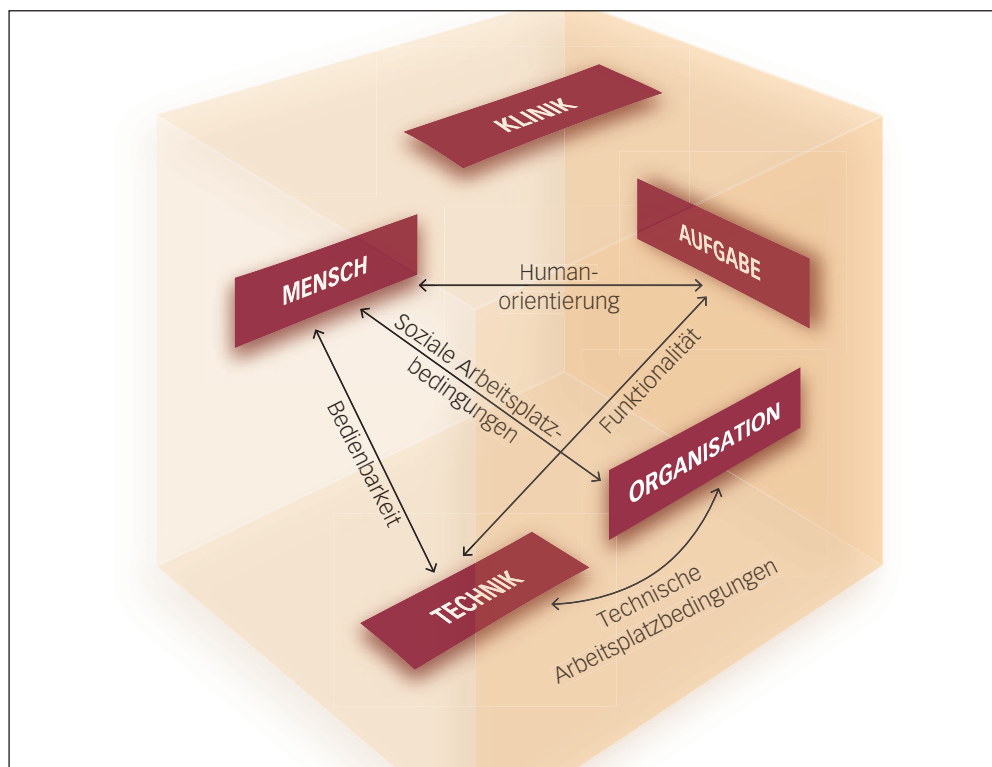 KLINIK
AUFGABE
MENSCH
Human-
orientierung
Soziale Arbeitsplatz-
bedingungen
Funktionalität
Bedienbarkeit
ORGANISATION
TECHNIK
Technische
Arbeitsplatzbedingungen